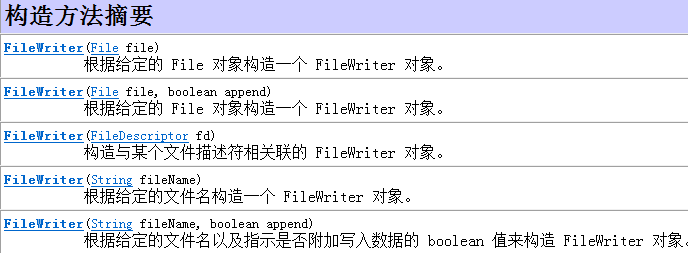 构造方法摘要
FileWriter(File file)
根据给定的 File 对象构造一个 FileWriter 对象。
FileWriter(File file, boolean append)
根据给定的 File 对象构造一个 FileWriter 对象。
FileWriter(FileDescriptor fd)
构造与某个文件描述符相关联的 FileWriter 对象。
FileWriter(String fileName)
根据给定的文件名构造一个 FileWriter 对象。
FileWriter(String fileName, boolean append)
根据给定的文件名以及指示是否附加写入数据的 boolean 值来构造 FileWriter 对象。